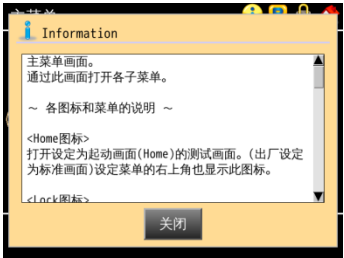 主菜单
Information
主菜单画面。
通过此画面打开各子菜单。
～ 各图标和菜单的说明 ～
<Home图标>
打开设定为起动画面(Home)的测试画面。(出厂设定
为标准画面)设定菜单的右上角也显示此图标。
<Lock图标>
关闭